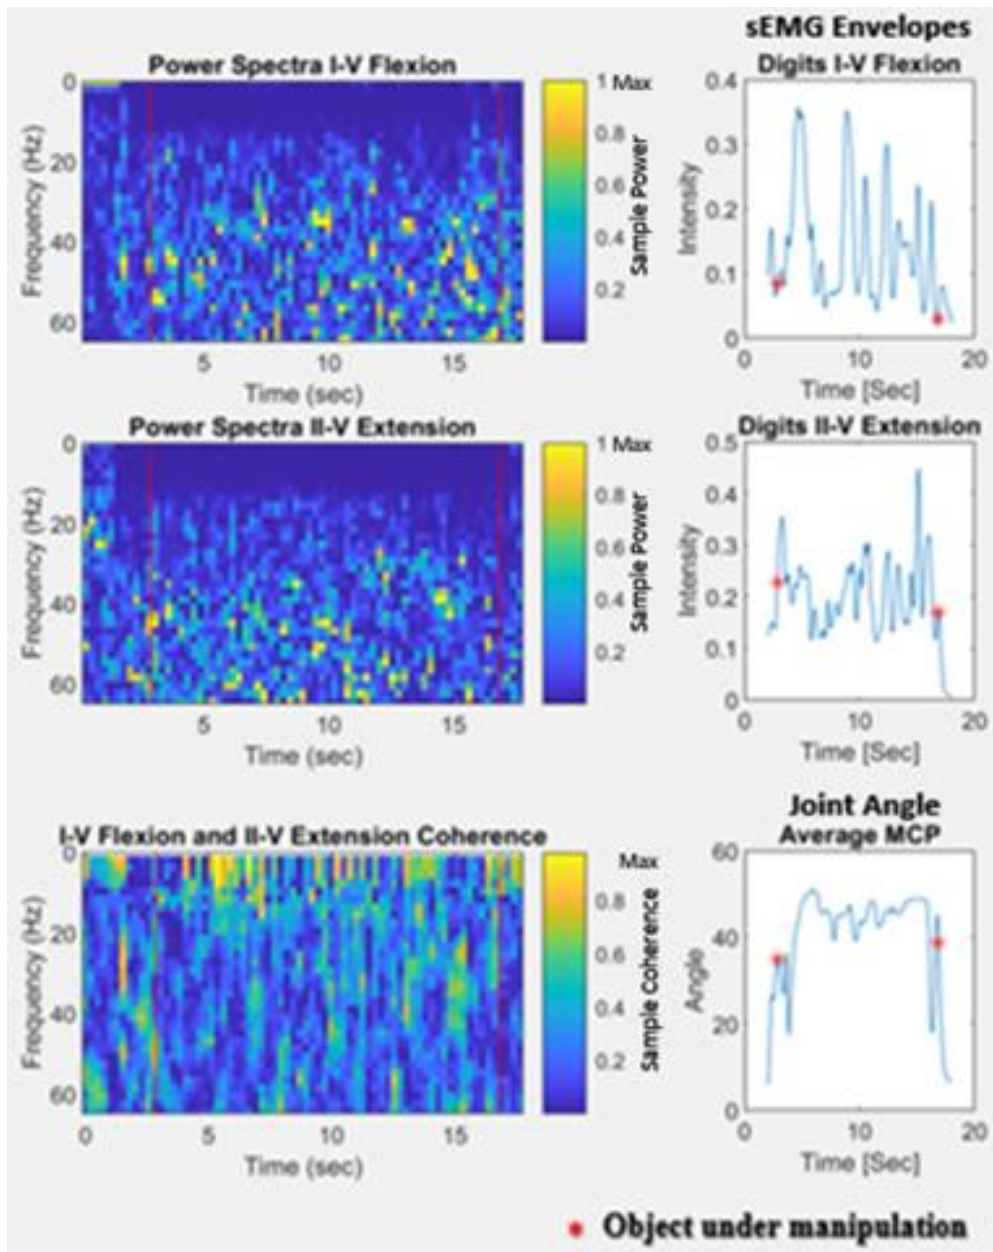 sEMG Envelopes
Power Spectra I-V Flexion
Digits I-V Flexion
0
20
40
60
Frequency (Hz)
5
10
15
Time (sec)
1 Max
0.8
0.6
0.4
0.2
Sample Power
0.4
0.3
0.2
0.1
0
Intensity
0
10
20
Time [Sec]
Power Spectra II-V Extension
Digits II-V Extension
0
20
40
60
Frequency (Hz)
5
10
15
Time (sec)
1 Max
0.8
0.6
0.4
0.2
Sample Power
0.5
0.4
0.3
0.2
0.1
0
Intensity
0
10
20
Time [Sec]
Joint Angle
I-V Flexion and II-V Extension Coherence
Average MCP
0
20
40
60
Frequency (Hz)
0
5
10
15
Time (sec)
Max
0.8
0.6
0.4
0.2
Sample Coherence
60
40
20
0
Angle
0
10
20
Time [Sec]
Object under manipulation